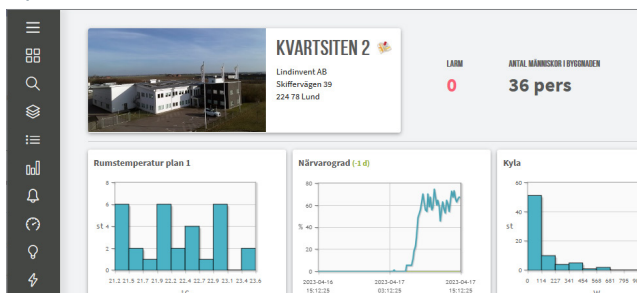 KVARTSITEN 2
Lindinvent AB
Skiffervägen 39
224 78 Lund
LARM
0
ANTAL MÄNNISKOR I BYGGNADEN
36 pers
Rumstemperatur plan 1
8
6
st 4
2
0
21.2 21.5 21.7 21.9 22.2 22.4 22.7 22.9 23.1 23.4 23.6
Närvarograd (-1 d)
80
60
40
20
0
2023-04-16 15:12:25
2023-04-17 03:12:25
2023-04-17 15:12:25
Kyla
60
st
40
20
0
0 114 227 341 454 568 681 795